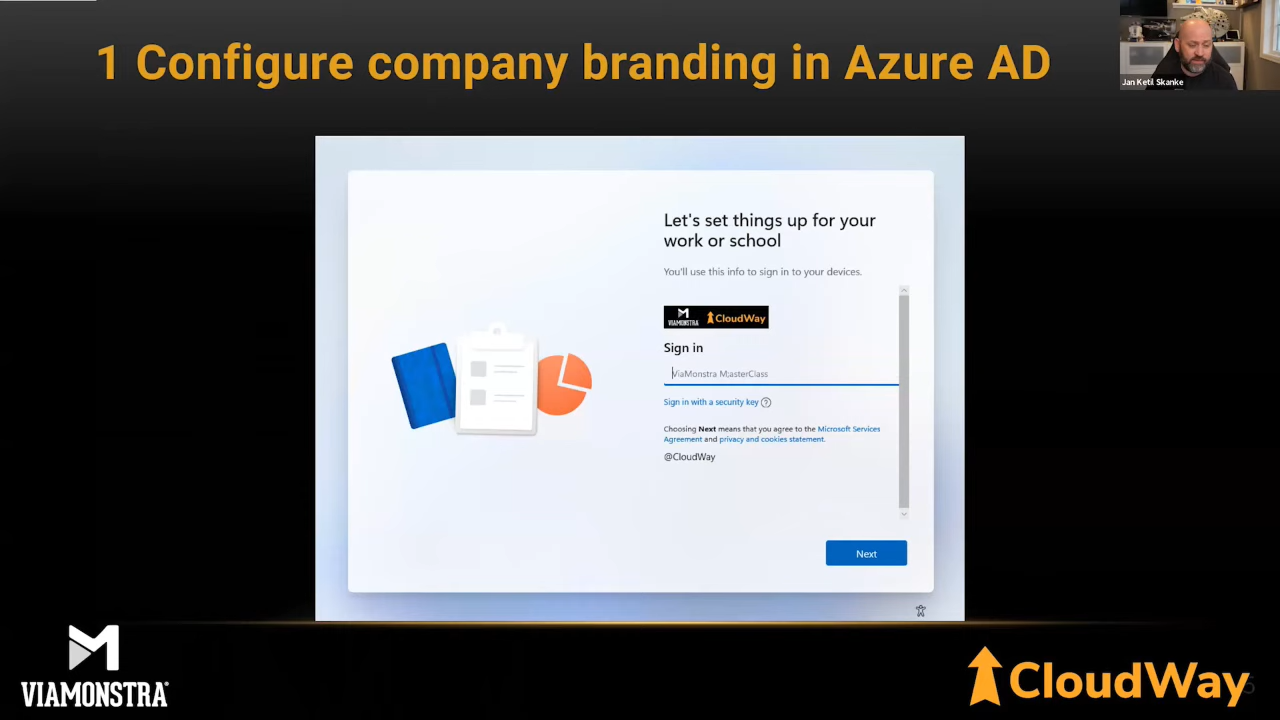 1 Configure company branding in Azure AD
Jan Ketil Skanke
Let's set things up for your
work or school
You'll use this info to sign in to your devices.
VIAMONSTRA CloudWay
Sign in
ViaMonstra M;asterClass
Sign in with a security key ?
Choosing Next means that you agree to the Microsoft Services
Agreement and privacy and cookies statement.
@CloudWay
Next
VIAMONSTRA®
CloudWay